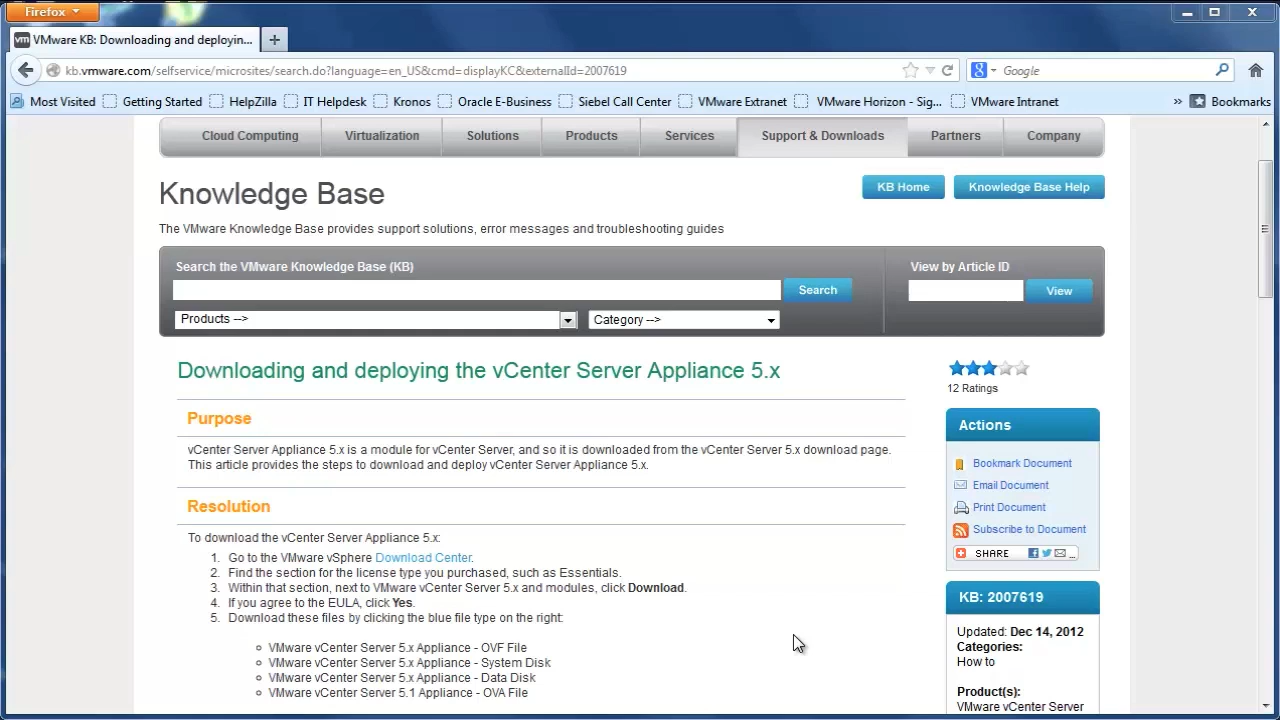 Firefox
vm VMware KB: Downloading and deployin...
kb.vmware.com/selfservice/microsites/search.do?language=en_US&cmd=displayKC&externalId=2007619
Google
Most Visited Getting Started HelpZilla IT Helpdesk Kronos Oracle E-Business Siebel Call Center VMware Extranet VMware Horizon - Sig... VMware Intranet » Bookmarks
Cloud Computing Virtualization Solutions Products Services Support & Downloads Partners Company
Knowledge Base
KB Home Knowledge Base Help
The VMware Knowledge Base provides support solutions, error messages and troubleshooting guides
Search the VMware Knowledge Base (KB)
View by Article ID
Search
View
Products -->
Category -->
Downloading and deploying the vCenter Server Appliance 5.x
12 Ratings
Purpose
vCenter Server Appliance 5.x is a module for vCenter Server, and so it is downloaded from the vCenter Server 5.x download page.
This article provides the steps to download and deploy vCenter Server Appliance 5.x.
Resolution
To download the vCenter Server Appliance 5.x:
1. Go to the VMware vSphere Download Center.
2. Find the section for the license type you purchased, such as Essentials.
3. Within that section, next to VMware vCenter Server 5.x and modules, click Download.
4. If you agree to the EULA, click Yes.
5. Download these files by clicking the blue file type on the right:
VMware vCenter Server 5.x Appliance - OVF File
VMware vCenter Server 5.x Appliance - System Disk
VMware vCenter Server 5.x Appliance - Data Disk
VMware vCenter Server 5.1 Appliance - OVA File
Actions
Bookmark Document
Email Document
Print Document
Subscribe to Document
SHARE
KB: 2007619
Updated: Dec 14, 2012
Categories:
How to
Product(s):
VMware vCenter Server